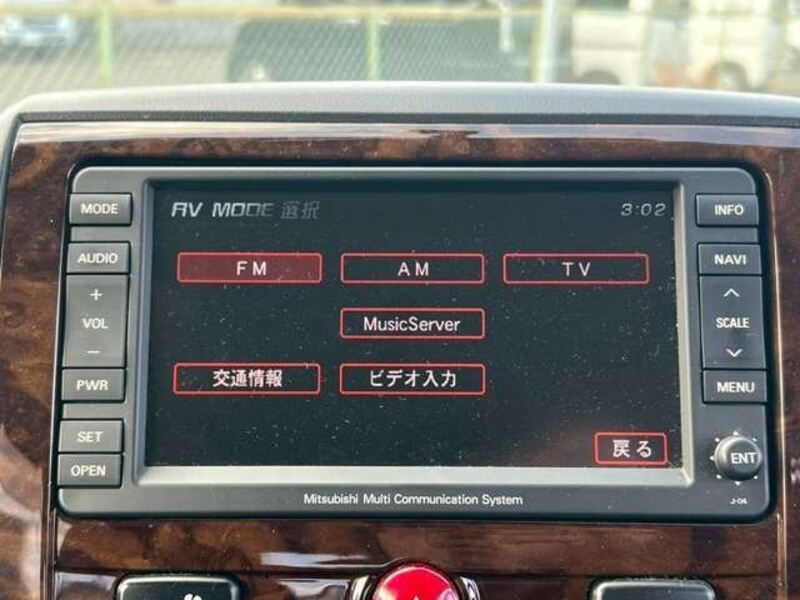 AV MODE 選択 3:02
MODE
AUDIO
+
VOL
−
PWR
SET
OPEN
FM AM TV
MusicServer
交通情報 ビデオ入力
戻る
INFO
NAVI
SCALE
MENU
ENT
J-04
Mitsubishi Multi Communication System